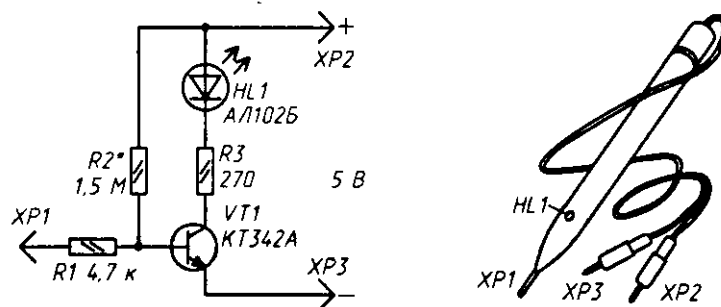 +
XP2
HL1
АЛ102Б
R2*
1,5 М
R3
270
5 В
XP1
VT1
КТ342А
R1 4,7 к
XP3
−
HL1
XP1
XP3
XP2